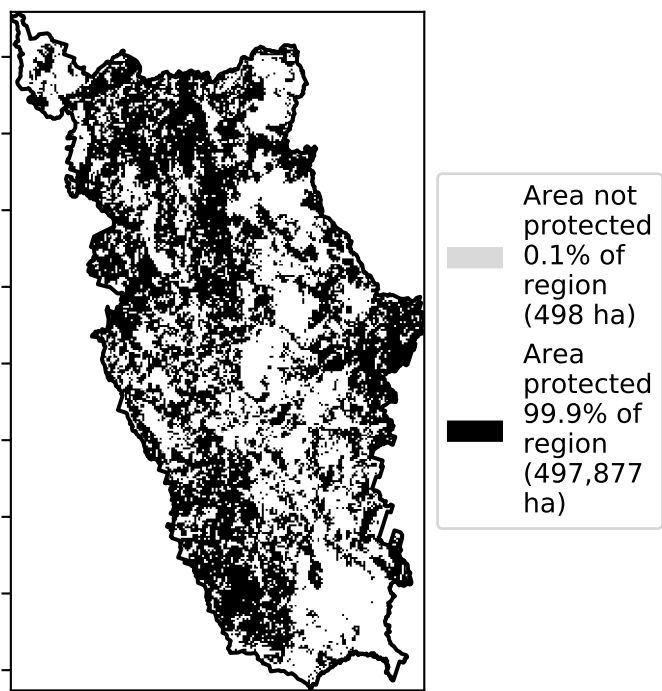 Area not
protected
0.1% of
region
(498 ha)
Area
protected
99.9% of
region
(497,877
ha)